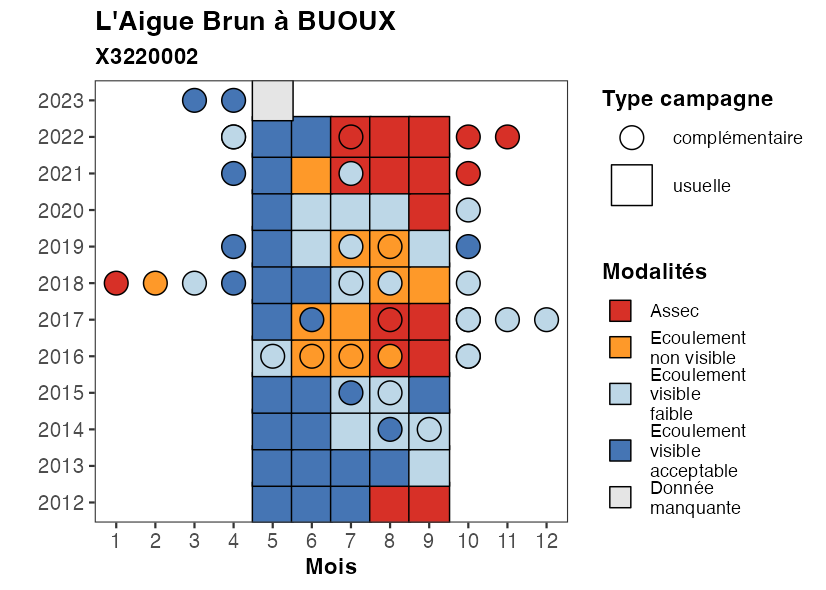 L'Aigue Brun à BUOUX
X3220002
2023
2022
2021
2020
2019
2018
2017
2016
2015
2014
2013
2012
1 2 3 4 5 6 7 8 9 10 11 12
Mois
Type campagne
complémentaire
usuelle
Modalités
Assec
Ecoulement
non visible
Ecoulement
visible
faible
Ecoulement
visible
acceptable
Donnée
manquante